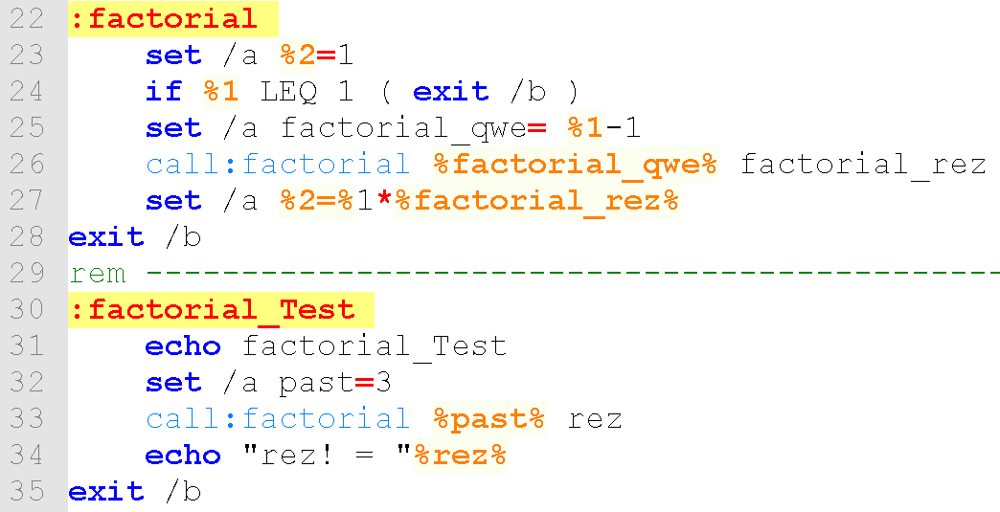 22 :factorial
23     set /a %2=1
24     if %1 LEQ 1 ( exit /b )
25     set /a factorial_qwe= %1-1
26     call:factorial %factorial_qwe% factorial_rez
27     set /a %2=%1*%factorial_rez%
28 exit /b
29 rem ---------------------------------------------
30 :factorial_Test
31     echo factorial_Test
32     set /a past=3
33     call:factorial %past% rez
34     echo "rez! = "%rez%
35 exit /b